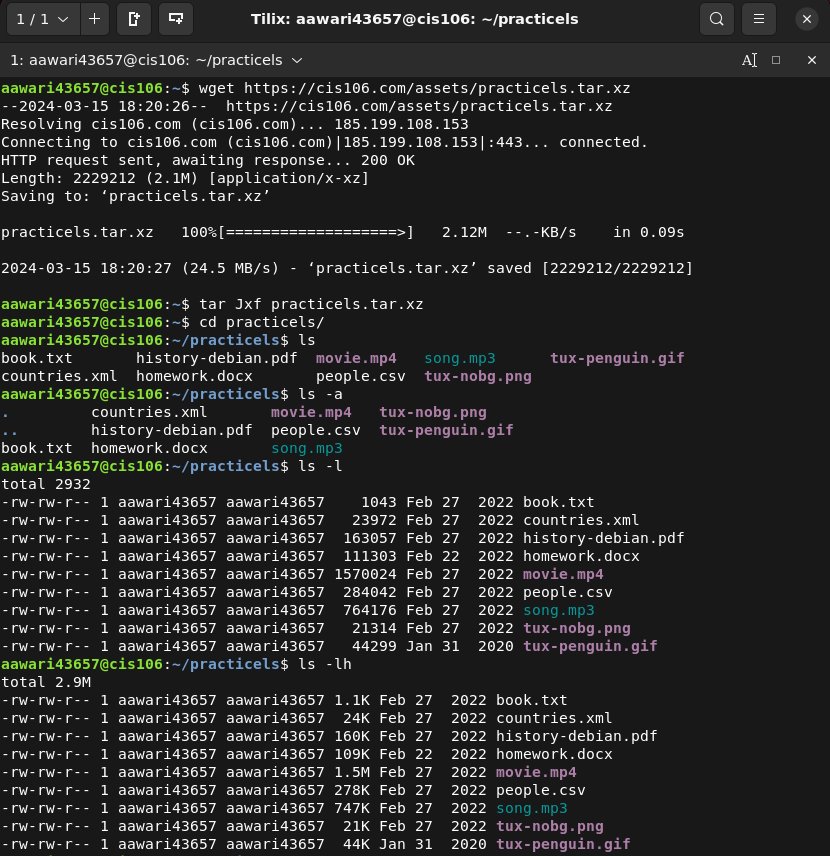 1 / 1
Tilix: aawari43657@cis106: ~/practicels
1: aawari43657@cis106: ~/practicels
aawari43657@cis106:~$ wget https://cis106.com/assets/practicels.tar.xz
--2024-03-15 18:20:26--  https://cis106.com/assets/practicels.tar.xz
Resolving cis106.com (cis106.com)... 185.199.108.153
Connecting to cis106.com (cis106.com)|185.199.108.153|:443... connected.
HTTP request sent, awaiting response... 200 OK
Length: 2229212 (2.1M) [application/x-xz]
Saving to: ‘practicels.tar.xz’

practicels.tar.xz   100%[===================>]   2.12M  --.-KB/s    in 0.09s

2024-03-15 18:20:27 (24.5 MB/s) - ‘practicels.tar.xz’ saved [2229212/2229212]

aawari43657@cis106:~$ tar Jxf practicels.tar.xz
aawari43657@cis106:~$ cd practicels/
aawari43657@cis106:~/practicels$ ls
book.txt       history-debian.pdf  movie.mp4   song.mp3      tux-penguin.gif
countries.xml  homework.docx       people.csv  tux-nobg.png
aawari43657@cis106:~/practicels$ ls -a
.         countries.xml       movie.mp4   tux-nobg.png
..        history-debian.pdf  people.csv  tux-penguin.gif
book.txt  homework.docx       song.mp3
aawari43657@cis106:~/practicels$ ls -l
total 2932
-rw-rw-r-- 1 aawari43657 aawari43657    1043 Feb 27  2022 book.txt
-rw-rw-r-- 1 aawari43657 aawari43657   23972 Feb 27  2022 countries.xml
-rw-rw-r-- 1 aawari43657 aawari43657  163057 Feb 27  2022 history-debian.pdf
-rw-rw-r-- 1 aawari43657 aawari43657  111303 Feb 22  2022 homework.docx
-rw-rw-r-- 1 aawari43657 aawari43657 1570024 Feb 27  2022 movie.mp4
-rw-rw-r-- 1 aawari43657 aawari43657  284042 Feb 27  2022 people.csv
-rw-rw-r-- 1 aawari43657 aawari43657  764176 Feb 27  2022 song.mp3
-rw-rw-r-- 1 aawari43657 aawari43657   21314 Feb 27  2022 tux-nobg.png
-rw-rw-r-- 1 aawari43657 aawari43657   44299 Jan 31  2020 tux-penguin.gif
aawari43657@cis106:~/practicels$ ls -lh
total 2.9M
-rw-rw-r-- 1 aawari43657 aawari43657 1.1K Feb 27  2022 book.txt
-rw-rw-r-- 1 aawari43657 aawari43657  24K Feb 27  2022 countries.xml
-rw-rw-r-- 1 aawari43657 aawari43657 160K Feb 27  2022 history-debian.pdf
-rw-rw-r-- 1 aawari43657 aawari43657 109K Feb 22  2022 homework.docx
-rw-rw-r-- 1 aawari43657 aawari43657 1.5M Feb 27  2022 movie.mp4
-rw-rw-r-- 1 aawari43657 aawari43657 278K Feb 27  2022 people.csv
-rw-rw-r-- 1 aawari43657 aawari43657 747K Feb 27  2022 song.mp3
-rw-rw-r-- 1 aawari43657 aawari43657  21K Feb 27  2022 tux-nobg.png
-rw-rw-r-- 1 aawari43657 aawari43657  44K Jan 31  2020 tux-penguin.gif